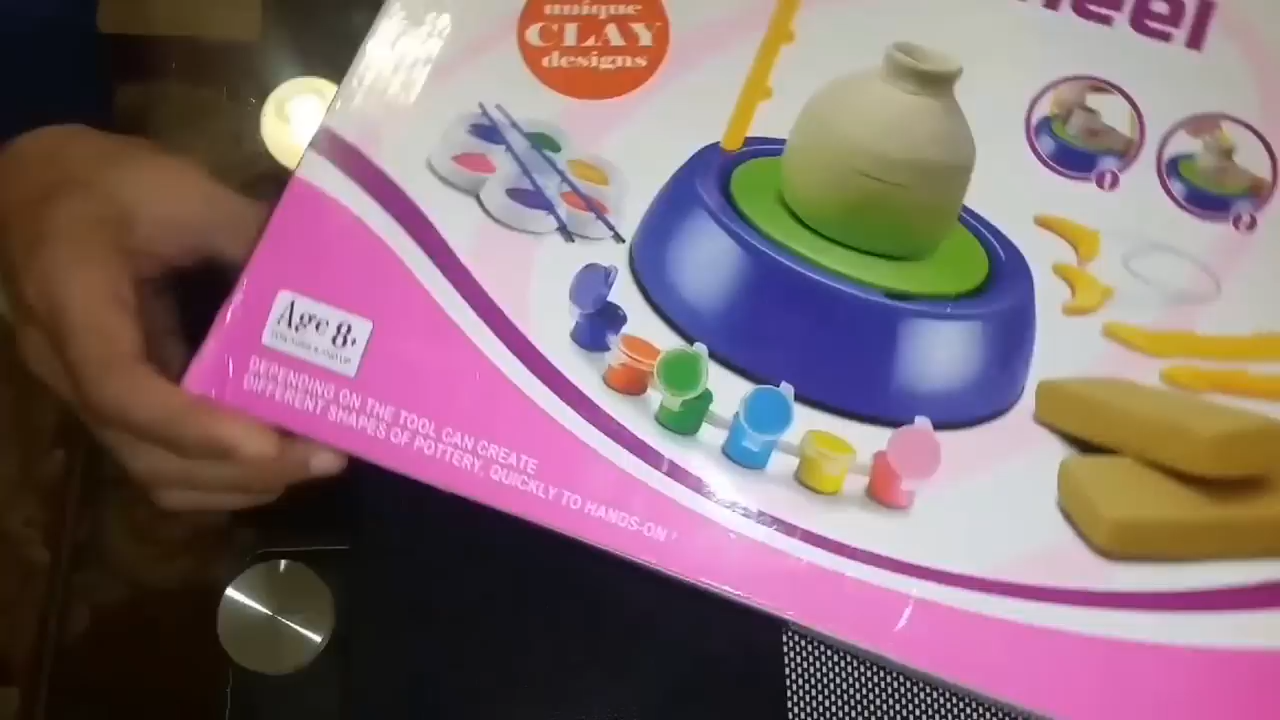 unique
CLAY
designs
Age 8+
DEPENDING ON THE TOOL CAN CREATE
DIFFERENT SHAPES OF POTTERY, QUICKLY TO HANDS-ON !